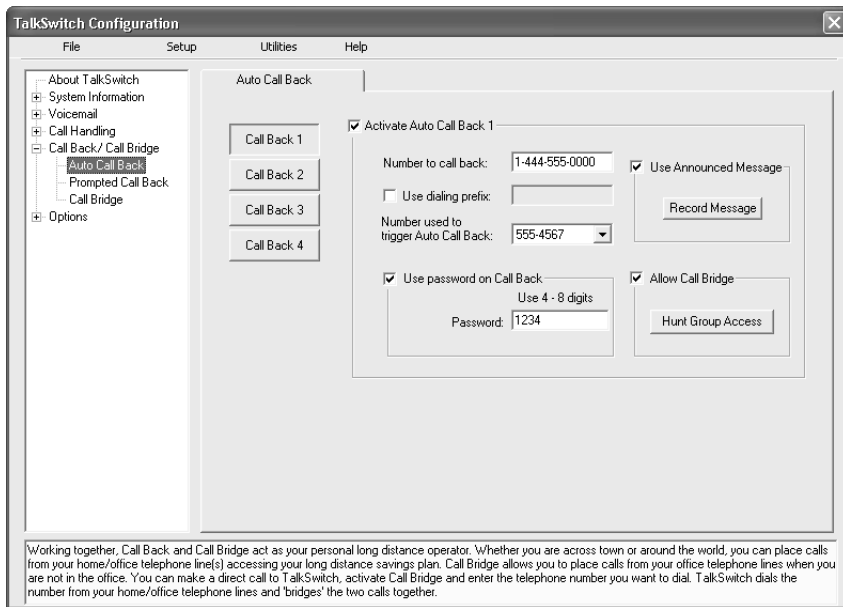 TalkSwitch Configuration
File Setup Utilities Help
About TalkSwitch
System Information
Voicemail
Call Handling
Call Back/ Call Bridge
Auto Call Back
Prompted Call Back
Call Bridge
Options
Auto Call Back
Call Back 1
Call Back 2
Call Back 3
Call Back 4
Activate Auto Call Back 1
Number to call back: 1-444-555-0000
Use dialing prefix:
Number used to
trigger Auto Call Back: 555-4567
Use Announced Message
Record Message
Use password on Call Back
Use 4 - 8 digits
Password: 1234
Allow Call Bridge
Hunt Group Access
Working together, Call Back and Call Bridge act as your personal long distance operator. Whether you are across town or around the world, you can place calls
from your home/office telephone line(s) accessing your long distance savings plan. Call Bridge allows you to place calls from your office telephone lines when you
are not in the office. You can make a direct call to TalkSwitch, activate Call Bridge and enter the telephone number you want to dial. TalkSwitch dials the
number from your home/office telephone lines and 'bridges' the two calls together.